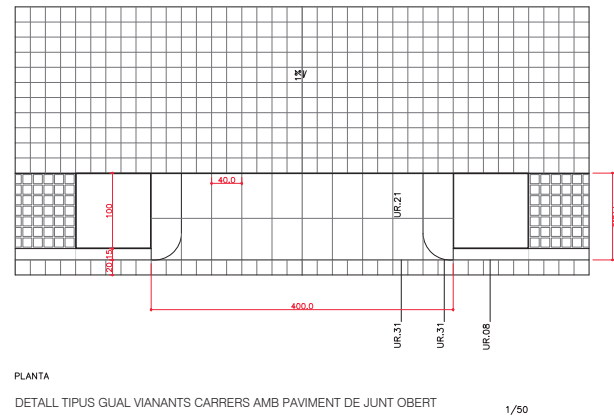 1%
40.0
100
UR.21
20
15
400.0
UR.31
UR.31
UR.08
PLANTA
DETALL TIPUS GUAL VIANANTS CARRERS AMB PAVIMENT DE JUNT OBERT
1/50